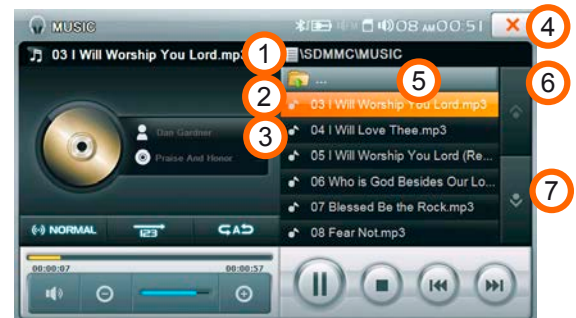 MUSIC
08 AM 00:51
4
03 I Will Worship You Lord.mp3
1
\SDMMC\MUSIC
...
5
6
2
03 I Will Worship You Lord.mp3
Dan Gardner
3
04 I Will Love Thee.mp3
Praise And Honor
05 I Will Worship You Lord (Re...
06 Who is God Besides Our Lo...
7
07 Blessed Be the Rock.mp3
NORMAL
123
A
08 Fear Not.mp3
00:00:07
00:00:57